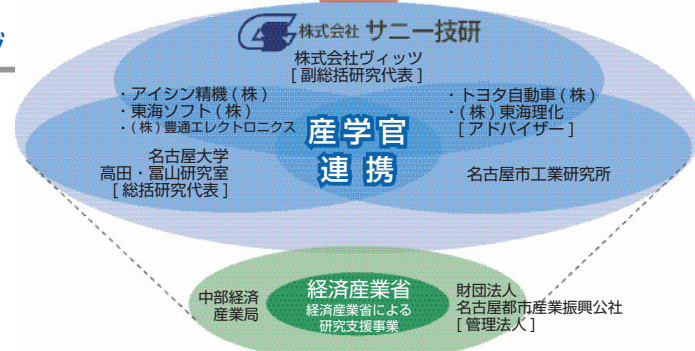 株式会社 サニー技研
株式会社ヴィッツ
[ 副総括研究代表 ]
・アイシン精機 ( 株 )
・東海ソフト ( 株 )
・( 株 ) 豊通エレクトロニクス
・トヨタ自動車 ( 株 )
・( 株 ) 東海理化
[ アドバイザー ]
産学官
連携
名古屋大学
高田・冨山研究室
[ 総括研究代表 ]
名古屋市工業研究所
中部経済
産業局
経済産業省
経済産業省による
研究支援事業
財団法人
名古屋都市産業振興公社
[ 管理法人 ]